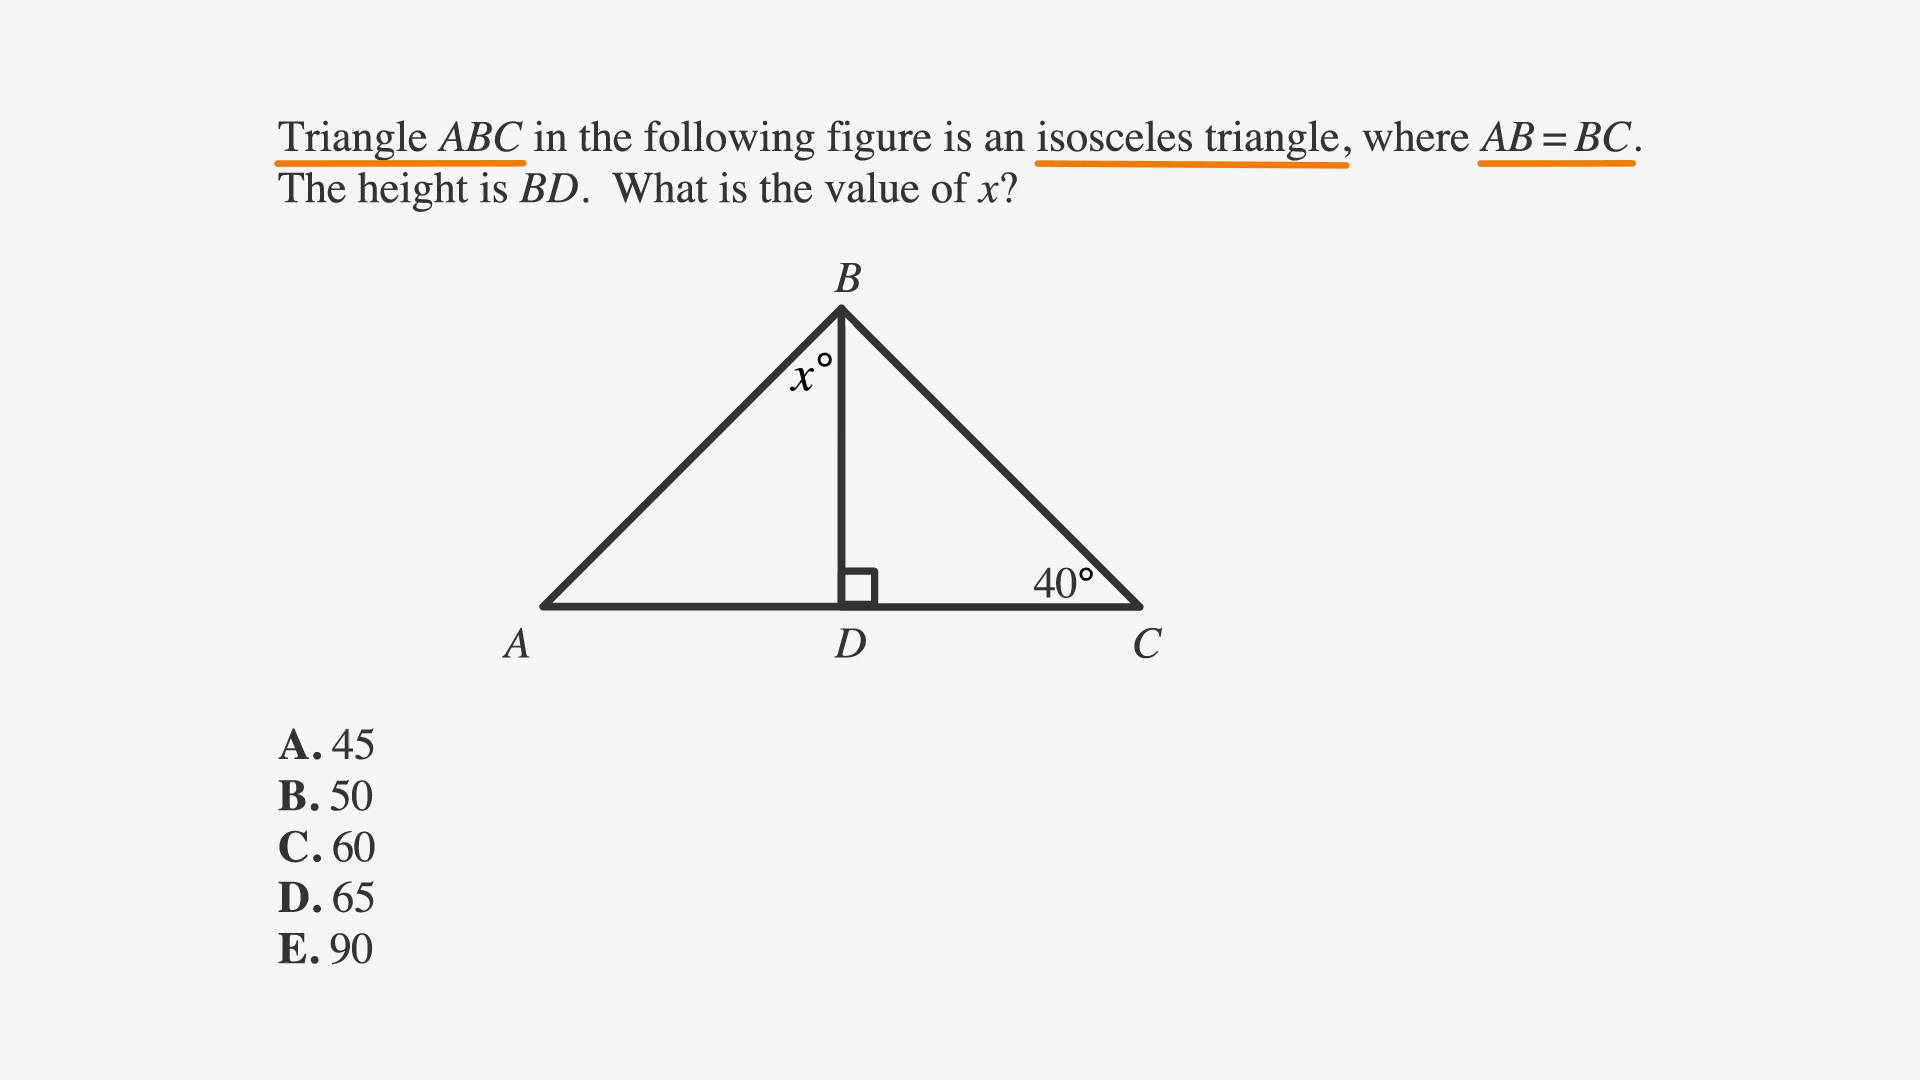 Triangle ABC in the following figure is an isosceles triangle, where AB = BC.
The height is BD. What is the value of x?
B
x°
40°
A
D
C
A. 45
B. 50
C. 60
D. 65
E. 90